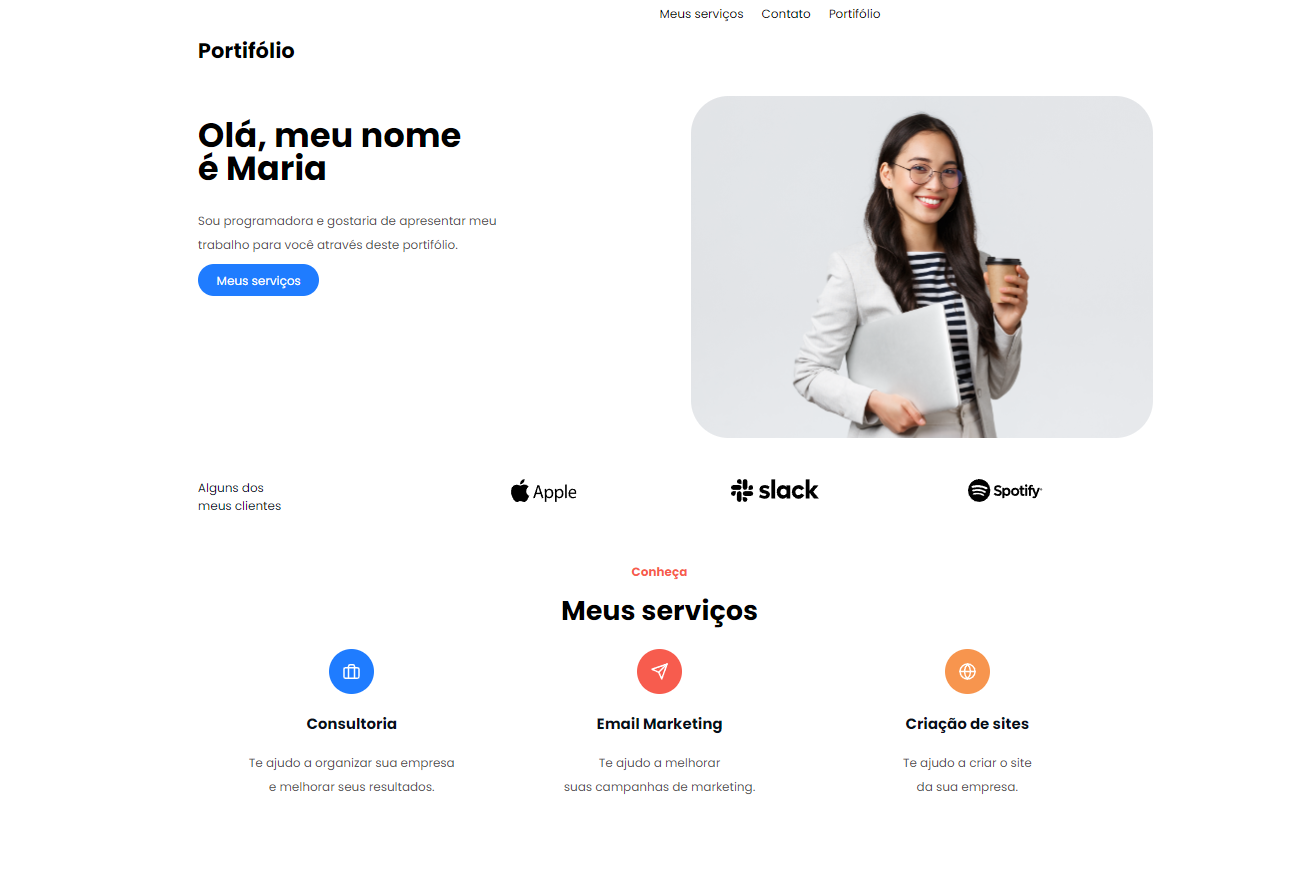 Meus serviços Contato Portifólio
Portifólio
Olá, meu nome
é Maria
Sou programadora e gostaria de apresentar meu
trabalho para você através deste portifólio.
Meus serviços
Alguns dos
meus clientes
Apple
slack
Spotify
Conheça
Meus serviços
Consultoria
Te ajudo a organizar sua empresa
e melhorar seus resultados.
Email Marketing
Te ajudo a melhorar
suas campanhas de marketing.
Criação de sites
Te ajudo a criar o site
da sua empresa.